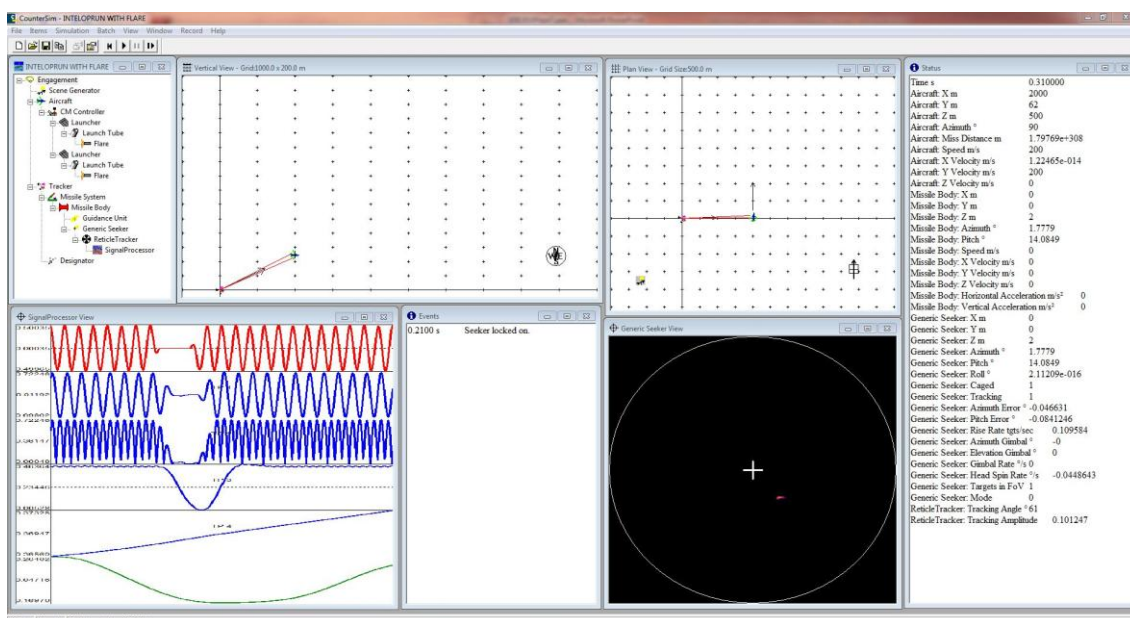 CounterSim - INTELOPRUN WITH FLARE
File Items Simulation Batch View Window Record Help
INTELOPRUN WITH FLARE
Engagement
Scene Generator
Aircraft
CM Controller
Launcher
Launch Tube
Flare
Launcher
Launch Tube
Flare
Tracker
Missile System
Missile Body
Guidance Unit
Generic Seeker
ReticleTracker
SignalProcessor
Designator
Vertical View - Grid:1000.0 x 200.0 m
Plan View - Grid Size:500.0 m
Status
Time s 0.310000
Aircraft: X m 2000
Aircraft: Y m 62
Aircraft: Z m 500
Aircraft: Azimuth ° 90
Aircraft: Miss Distance m 1.79769e+308
Aircraft: Speed m/s 200
Aircraft: X Velocity m/s 1.22465e-014
Aircraft: Y Velocity m/s 200
Aircraft: Z Velocity m/s 0
Missile Body: X m 0
Missile Body: Y m 0
Missile Body: Z m 2
Missile Body: Azimuth ° 1.7779
Missile Body: Pitch ° 14.0849
Missile Body: Speed m/s 0
Missile Body: X Velocity m/s 0
Missile Body: Y Velocity m/s 0
Missile Body: Z Velocity m/s 0
Missile Body: Horizontal Acceleration m/s² 0
Missile Body: Vertical Acceleration m/s² 0
Generic Seeker: X m 0
Generic Seeker: Y m 0
Generic Seeker: Z m 2
Generic Seeker: Azimuth ° 1.7779
Generic Seeker: Pitch ° 14.0849
Generic Seeker: Roll ° 2.11209e-016
Generic Seeker: Caged 1
Generic Seeker: Tracking 1
Generic Seeker: Azimuth Error ° -0.046631
Generic Seeker: Pitch Error ° -0.0841246
Generic Seeker: Rise Rate tgts/sec 0.109584
Generic Seeker: Azimuth Gimbal ° -0
Generic Seeker: Elevation Gimbal ° 0
Generic Seeker: Gimbal Rate °/s 0
Generic Seeker: Head Spin Rate °/s -0.0448643
Generic Seeker: Targets in FoV 1
Generic Seeker: Mode 0
ReticleTracker: Tracking Angle ° 61
ReticleTracker: Tracking Amplitude 0.101247
SignalProcessor View
Events
0.2100 s Seeker locked on.
Generic Seeker View